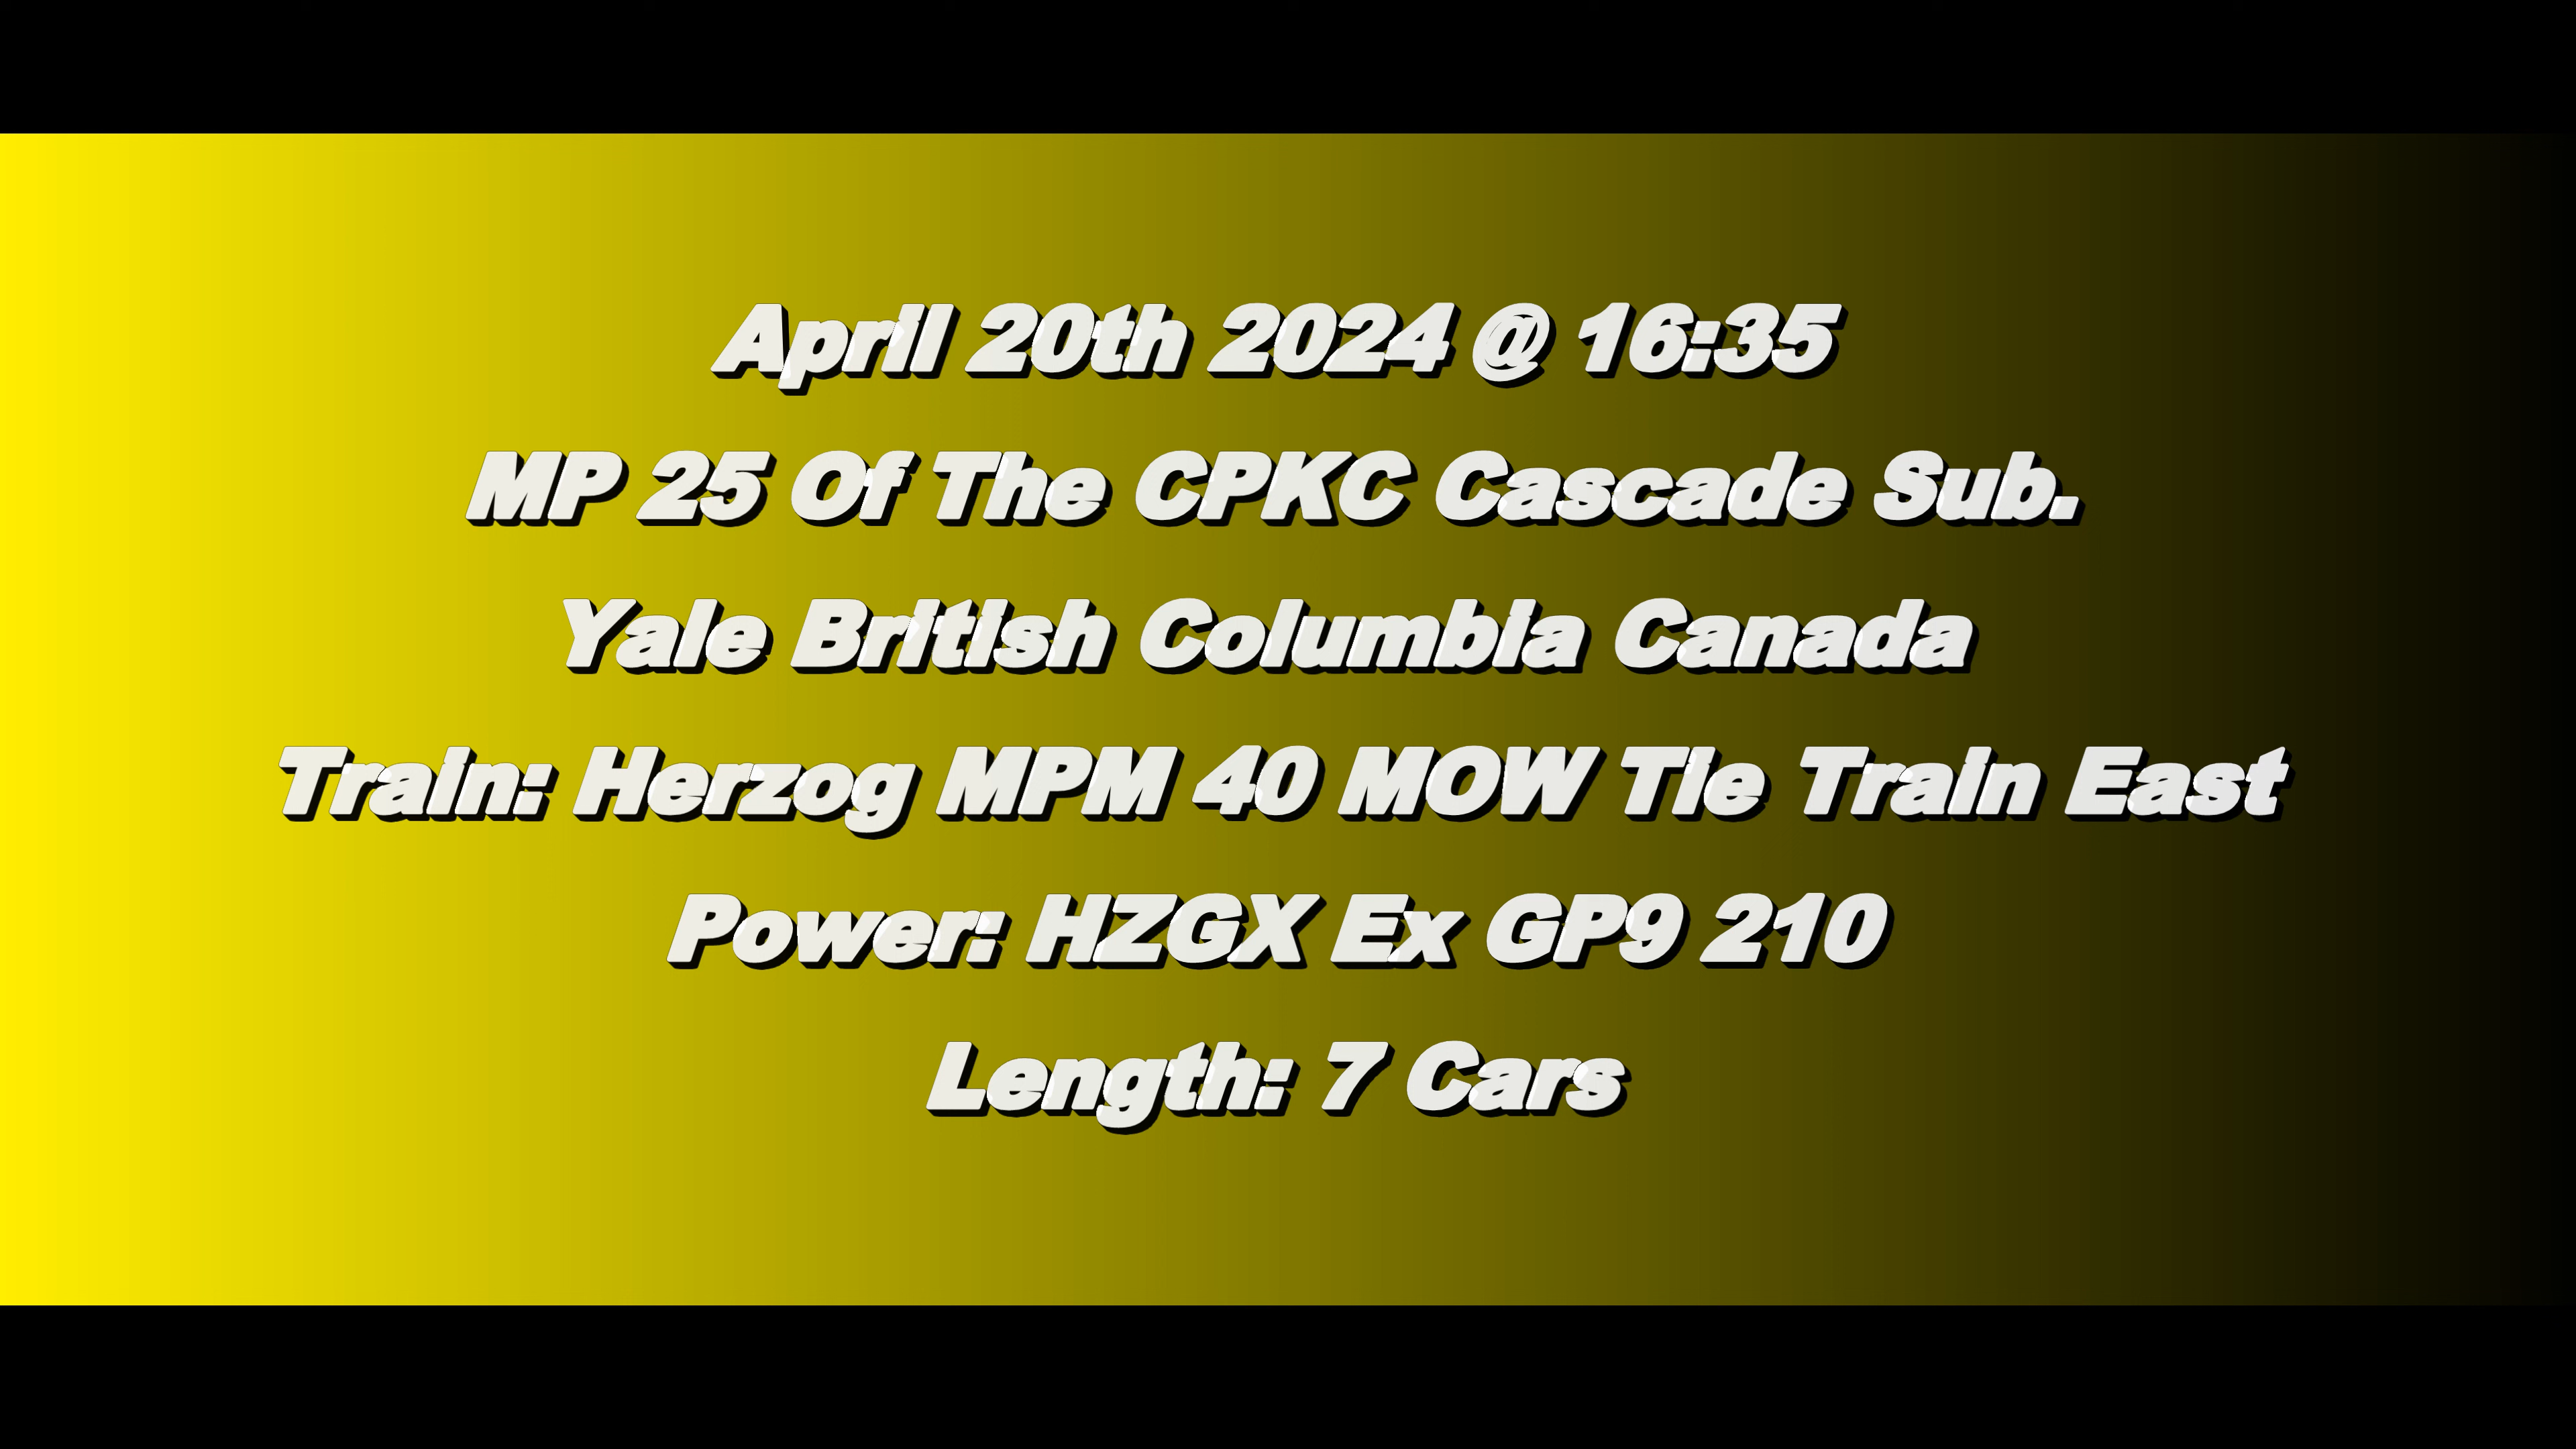 April 20th 2024 @ 16:35
MP 25 Of The CPKC Cascade Sub.
Yale British Columbia Canada
Train: Herzog MPM 40 MOW Tie Train East
Power: HZGX Ex GP9 210
Length: 7 Cars